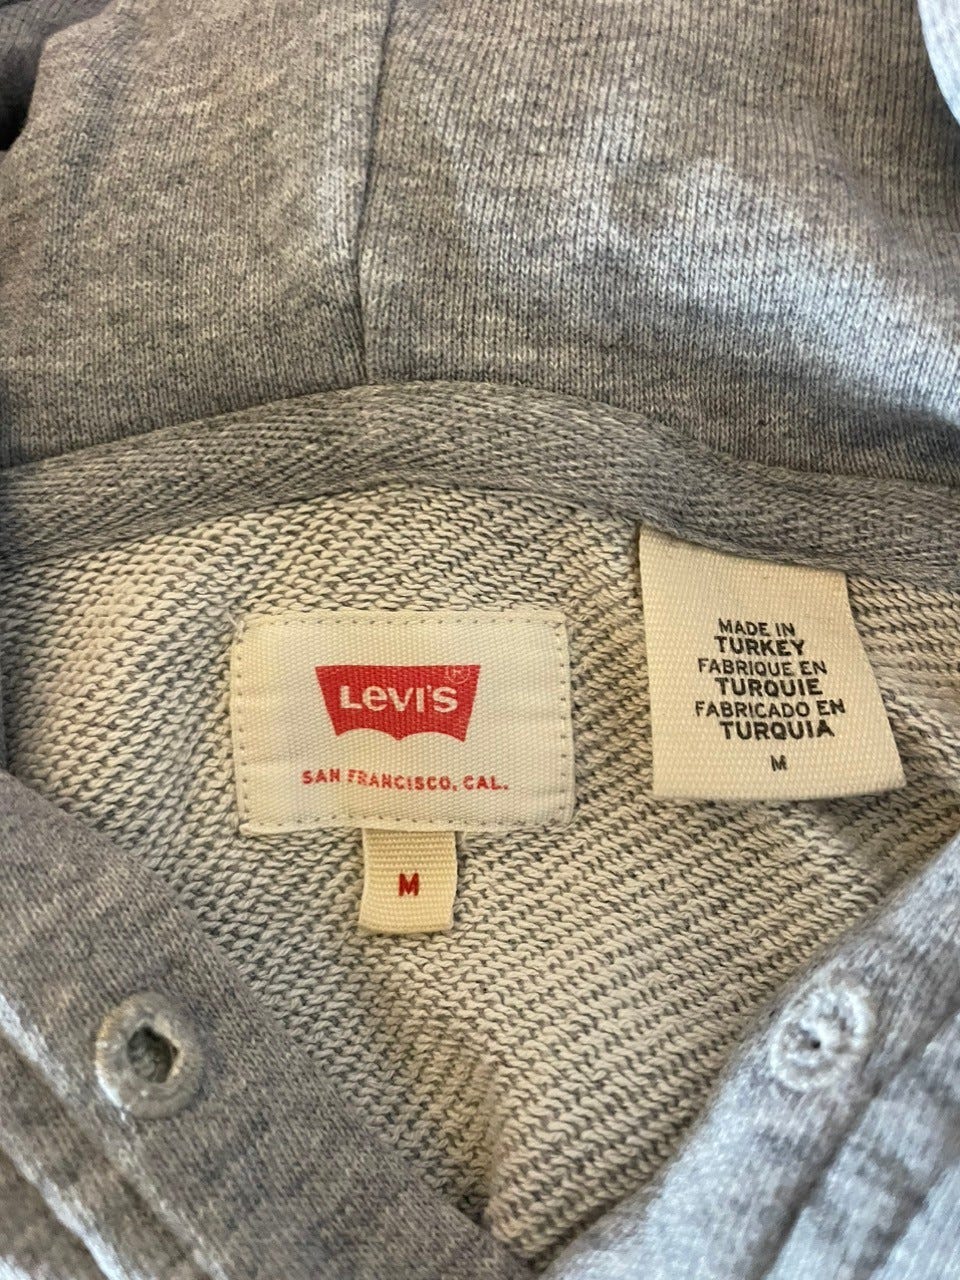 LEVI'S ®
SAN FRANCISCO, CAL.
M
MADE IN
TURKEY
FABRIQUE EN
TURQUIE
FABRICADO EN
TURQUIA
M